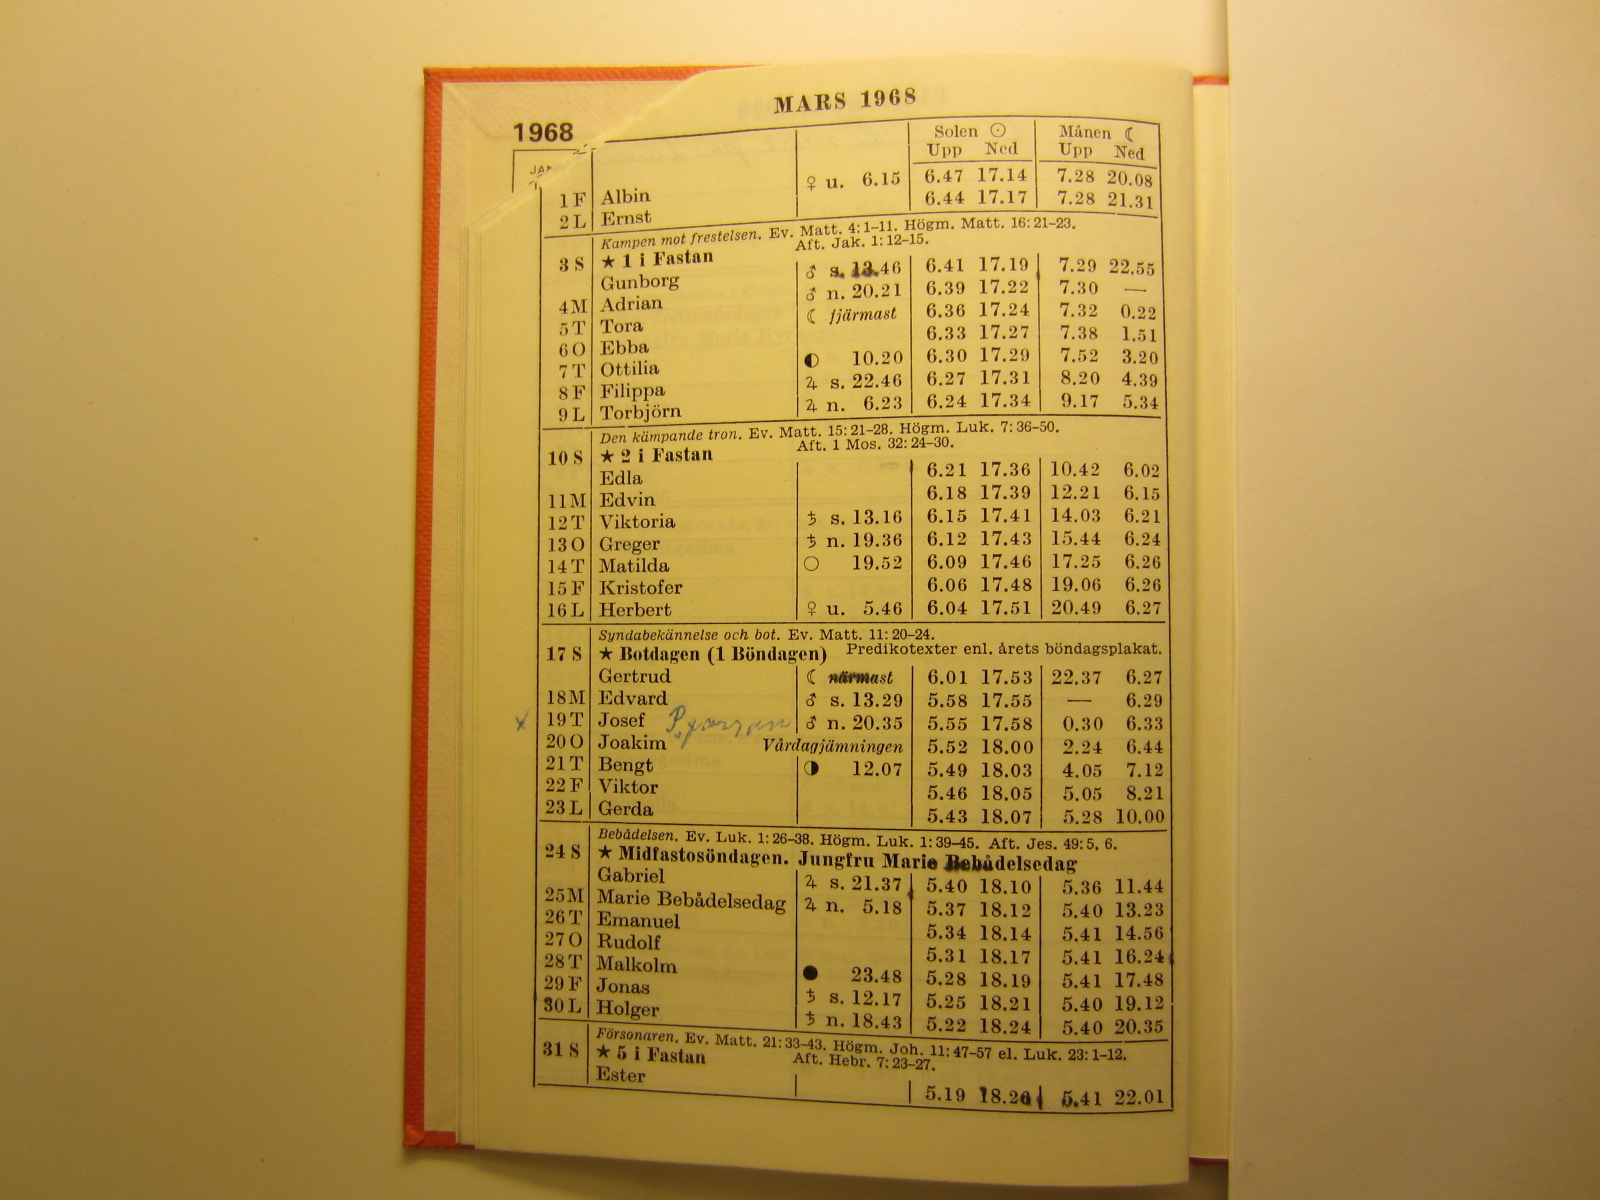 MARS 1968
1968
Solen ☉ Månen ☾
Upp Ned Upp Ned
1 F Albin ♀ u. 6.15 6.47 17.14 7.28 20.08
2 L Ernst 6.44 17.17 7.28 21.31
Kampen mot frestelsen. Ev. Matt. 4:1–11. Högm. Matt. 16:21–23.
Aft. Jak. 1:12–15.
3 S ★ 1 i Fastan
Gunborg ♂ s. 13.46 6.41 17.19 7.29 22.55
4 M Adrian ♂ n. 20.21 6.39 17.22 7.30 —
5 T Tora ☾ fjärmast 6.36 17.24 7.32 0.22
6 O Ebba 6.33 17.27 7.38 1.51
7 T Ottilia ◐ 10.20 6.30 17.29 7.52 3.20
8 F Filippa ♃ s. 22.46 6.27 17.31 8.20 4.39
9 L Torbjörn ♃ n. 6.23 6.24 17.34 9.17 5.34
Den kämpande tron. Ev. Matt. 15:21–28. Högm. Luk. 7:36–50.
Aft. 1 Mos. 32:24–30.
10 S ★ 2 i Fastan
Edla 6.21 17.36 10.42 6.02
11 M Edvin 6.18 17.39 12.21 6.15
12 T Viktoria ♄ s. 13.16 6.15 17.41 14.03 6.21
13 O Greger ♄ n. 19.36 6.12 17.43 15.44 6.24
14 T Matilda ○ 19.52 6.09 17.46 17.25 6.26
15 F Kristofer 6.06 17.48 19.06 6.26
16 L Herbert ♀ u. 5.46 6.04 17.51 20.49 6.27
Syndabekännelse och bot. Ev. Matt. 11:20–24.
17 S ★ Botdagen (1 Böndagen) Predikotexter enl. årets böndagsplakat.
Gertrud ☾ närmast 6.01 17.53 22.37 6.27
18 M Edvard ♂ s. 13.29 5.58 17.55 — 6.29
x 19 T Josef ♂ n. 20.35 5.55 17.58 0.30 6.33
20 O Joakim Vårdagjämningen 5.52 18.00 2.24 6.44
21 T Bengt ◑ 12.07 5.49 18.03 4.05 7.12
22 F Viktor 5.46 18.05 5.05 8.21
23 L Gerda 5.43 18.07 5.28 10.00
Bebådelsen. Ev. Luk. 1:26–38. Högm. Luk. 1:39–45. Aft. Jes. 49:5, 6.
24 S ★ Midfastosöndagen. Jungfru Marie Bebådelsedag
Gabriel ♃ s. 21.37 5.40 18.10 5.36 11.44
25 M Marie Bebådelsedag ♃ n. 5.18 5.37 18.12 5.40 13.23
26 T Emanuel 5.34 18.14 5.41 14.56
27 O Rudolf 5.31 18.17 5.41 16.24
28 T Malkolm ● 23.48 5.28 18.19 5.41 17.48
29 F Jonas ♄ s. 12.17 5.25 18.21 5.40 19.12
30 L Holger ♄ n. 18.43 5.22 18.24 5.40 20.35
Försonaren. Ev. Matt. 21:33–43. Högm. Joh. 11:47–57 el. Luk. 23:1–12.
Aft. Hebr. 7:23–27.
31 S ★ 5 i Fastan
Ester 5.19 18.26 5.41 22.01